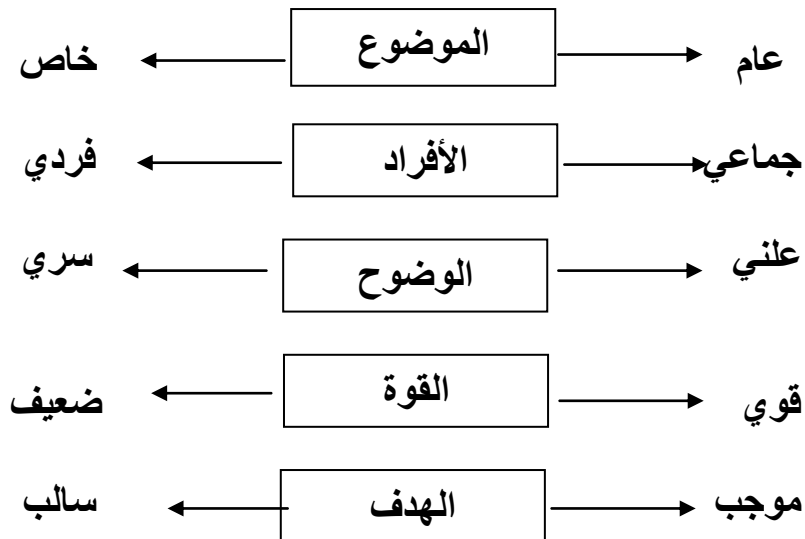 عام الموضوع خاص
جماعي الأفراد فردي
علني الوضوح سري
قوي القوة ضعيف
موجب الهدف سالب